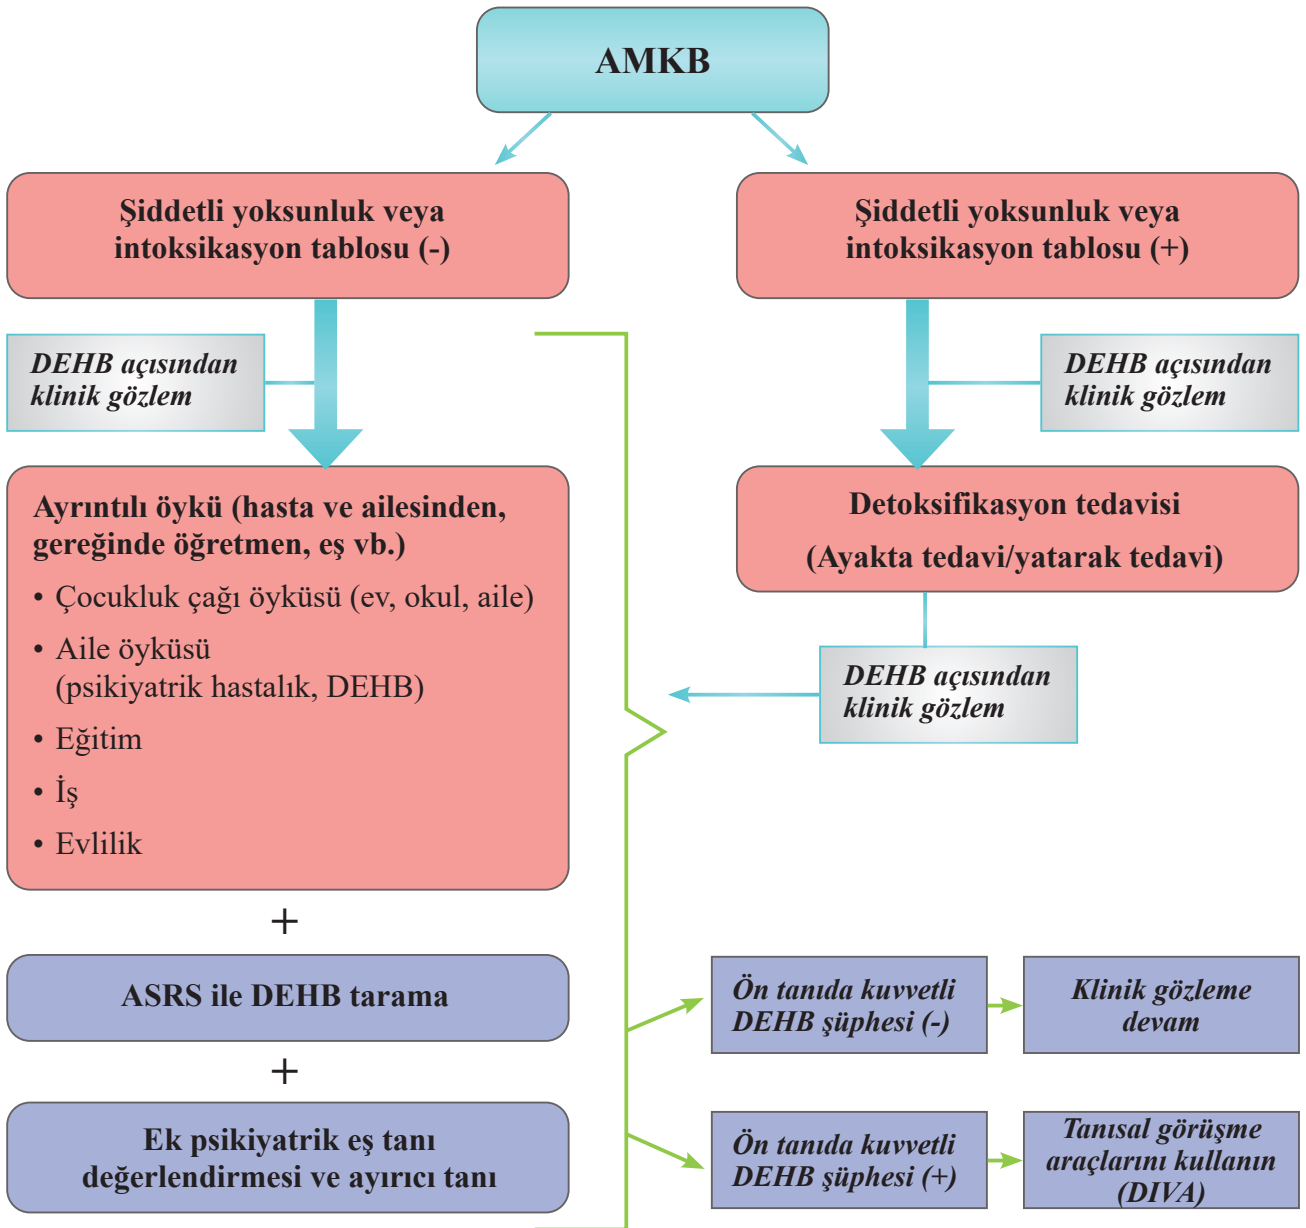 AMKB
Şiddetli yoksunluk veya
intoksikasyon tablosu (-)
Şiddetli yoksunluk veya
intoksikasyon tablosu (+)
DEHB açısından
klinik gözlem
DEHB açısından
klinik gözlem
Ayrıntılı öykü (hasta ve ailesinden,
gereğinde öğretmen, eş vb.)
• Çocukluk çağı öyküsü (ev, okul, aile)
• Aile öyküsü
(psikiyatrik hastalık, DEHB)
• Eğitim
• İş
• Evlilik
Detoksifikasyon tedavisi
(Ayakta tedavi/yatarak tedavi)
DEHB açısından
klinik gözlem
+
ASRS ile DEHB tarama
+
Ek psikiyatrik eş tanı
değerlendirmesi ve ayırıcı tanı
Ön tanıda kuvvetli
DEHB şüphesi (-)
Klinik gözleme
devam
Ön tanıda kuvvetli
DEHB şüphesi (+)
Tanısal görüşme
araçlarını kullanın
(DIVA)